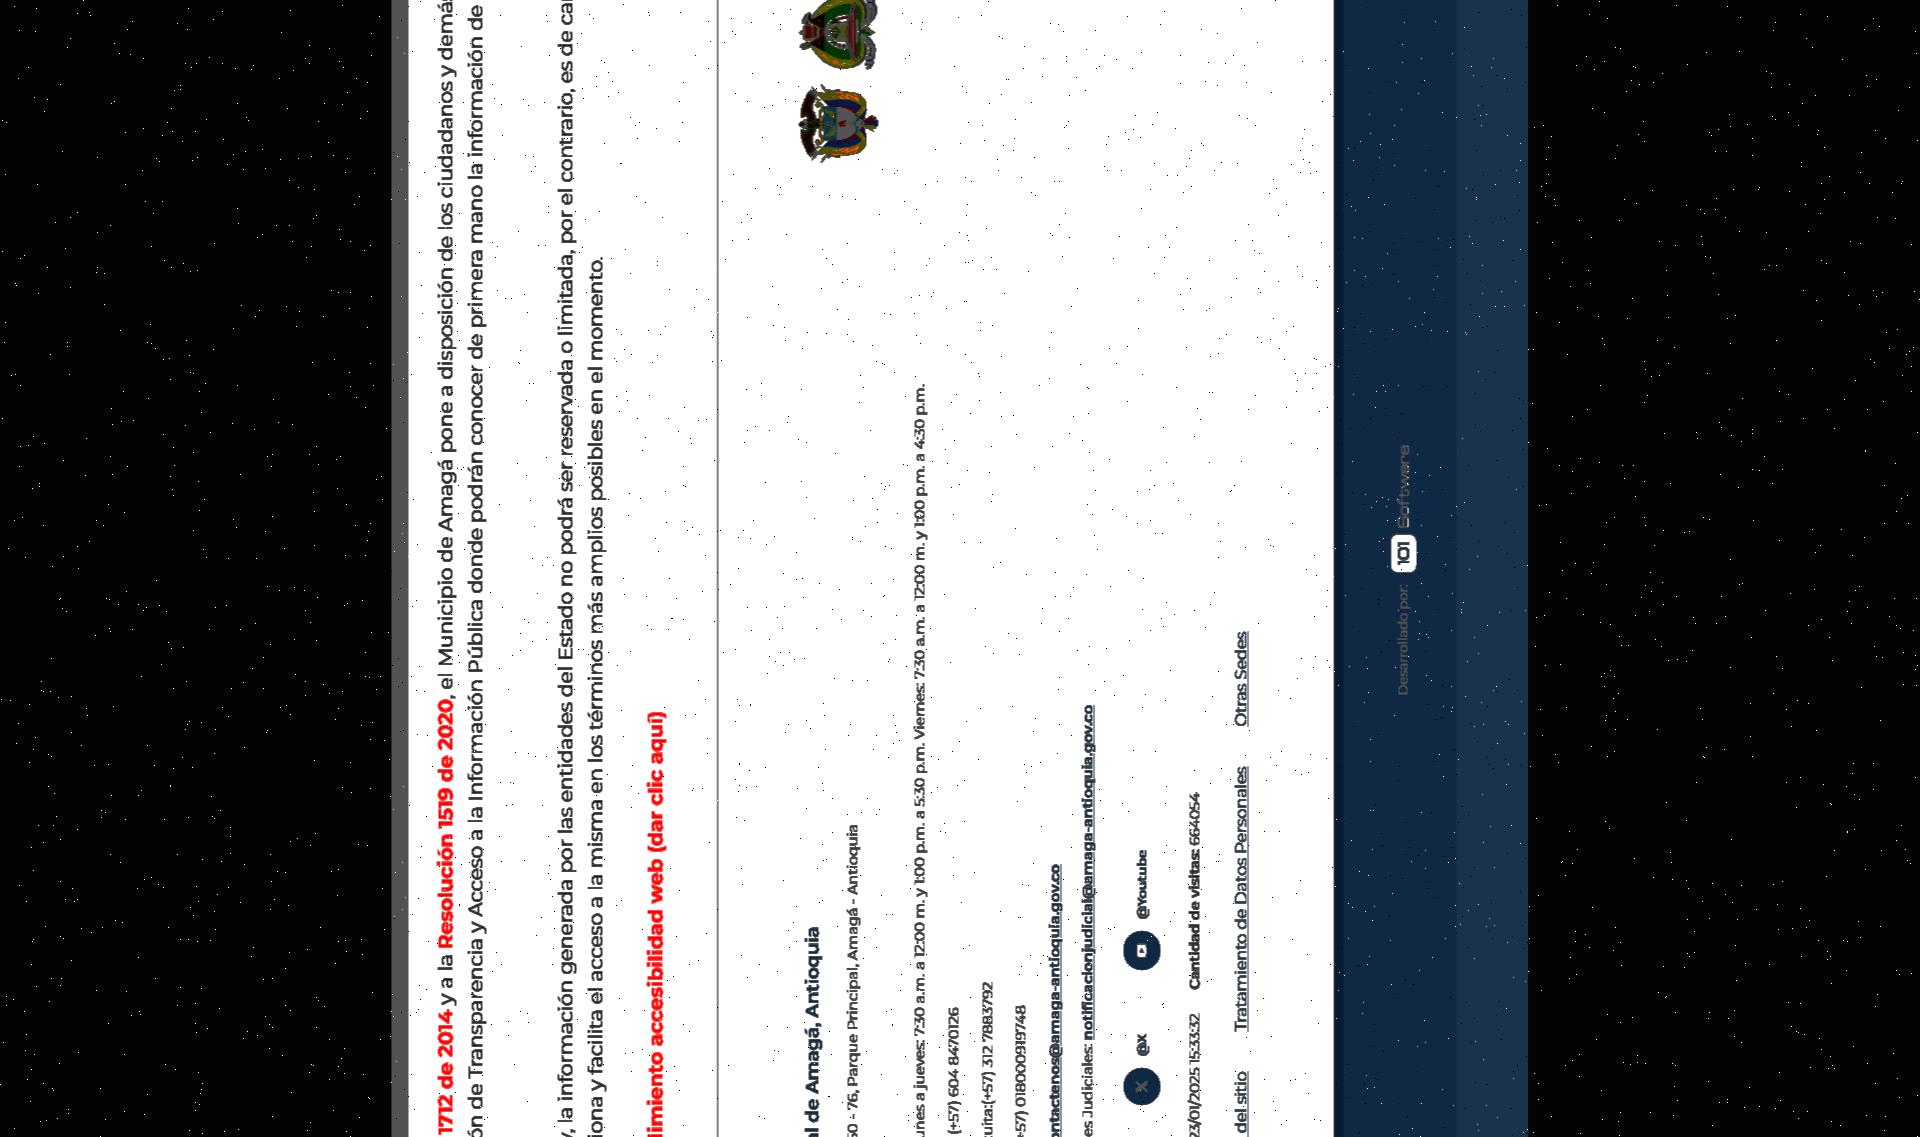 1712 de 2014 y a la Resolución 1519 de 2020, el Municipio de Amagá pone a disposición de los ciudadanos y demá
ón de Transparencia y Acceso a la Información Pública donde podrán conocer de primera mano la información de
, la información generada por las entidades del Estado no podrá ser reservada o limitada, por el contrario, es de ca
iona y facilita el acceso a la misma en los términos más amplios posibles en el momento.
limiento accesibilidad web (dar clic aquí)
al de Amagá, Antioquia
50 - 76, Parque Principal, Amagá - Antioquia
unes a jueves: 7:30 a.m. a 12:00 m. y 1:00 p.m. a 5:30 p.m. Viernes: 7:30 a.m. a 12:00 m. y 1:00 p.m. a 4:30 p.m.
(+57) 604 8470126
uita:(+57) 312 7883792
+57) 018000919748
ontactenos@amaga-antioquia.gov.co
es Judiciales: notificacionjudicial@amaga-antioquia.gov.co
@X @Youtube
23/01/2025 15:33:32 Cantidad de visitas: 664054
del sitio Tratamiento de Datos Personales Otras Sedes
Desarrollado por: 101 Software